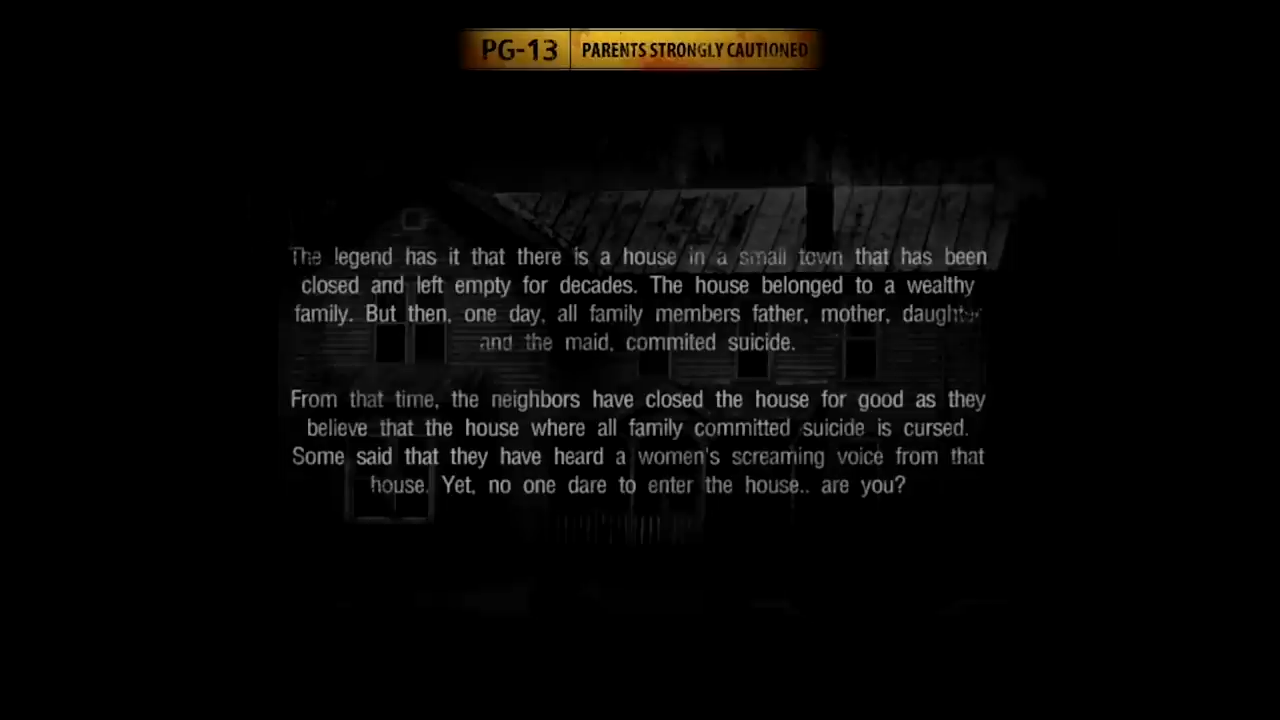 PG-13 PARENTS STRONGLY CAUTIONED
The legend has it that there is a house in a small town that has been
closed and left empty for decades. The house belonged to a wealthy
family. But then, one day, all family members father, mother, daughter
and the maid, commited suicide.
From that time, the neighbors have closed the house for good as they
believe that the house where all family committed suicide is cursed.
Some said that they have heard a women's screaming voice from that
house. Yet, no one dare to enter the house.. are you?